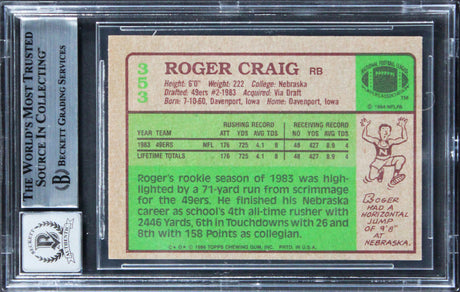 THE WORLD'S MOST TRUSTED
SOURCE IN COLLECTING™
BECKETT GRADING SERVICES
B
BECKETT
353
ROGER CRAIG RB
Height: 6'0" Weight: 222 College: Nebraska
Drafted: 49ers #2-1983 Acquired: Via Draft
Born: 7-10-60, Davenport, Iowa Home: Davenport, Iowa
NATIONAL FOOTBALL LEAGUE
PLAYERS
© 1984 NFLPA
RUSHING RECORD RECEIVING RECORD
YEAR TEAM ATT YDS AVG TDS NO. YDS AVG TDS
1983 49ERS NFL 176 725 4.1 8 48 427 8.9 4
LIFETIME TOTALS 176 725 4.1 8 48 427 8.9 4
Roger's rookie season of 1983 was high-
lighted by a 71-yard run from scrimmage
for the 49ers. He finished his Nebraska
career as school's 4th all-time rusher with
2446 Yards, 6th in Touchdowns with 26 and
8th with 158 Points as collegian.
N
ROGER
HAD A
HORIZONTAL
JUMP
OF 9'8" AT
NEBRASKA.
© 1984 TOPPS CHEWING GUM, INC. PRTD. IN U.S.A.